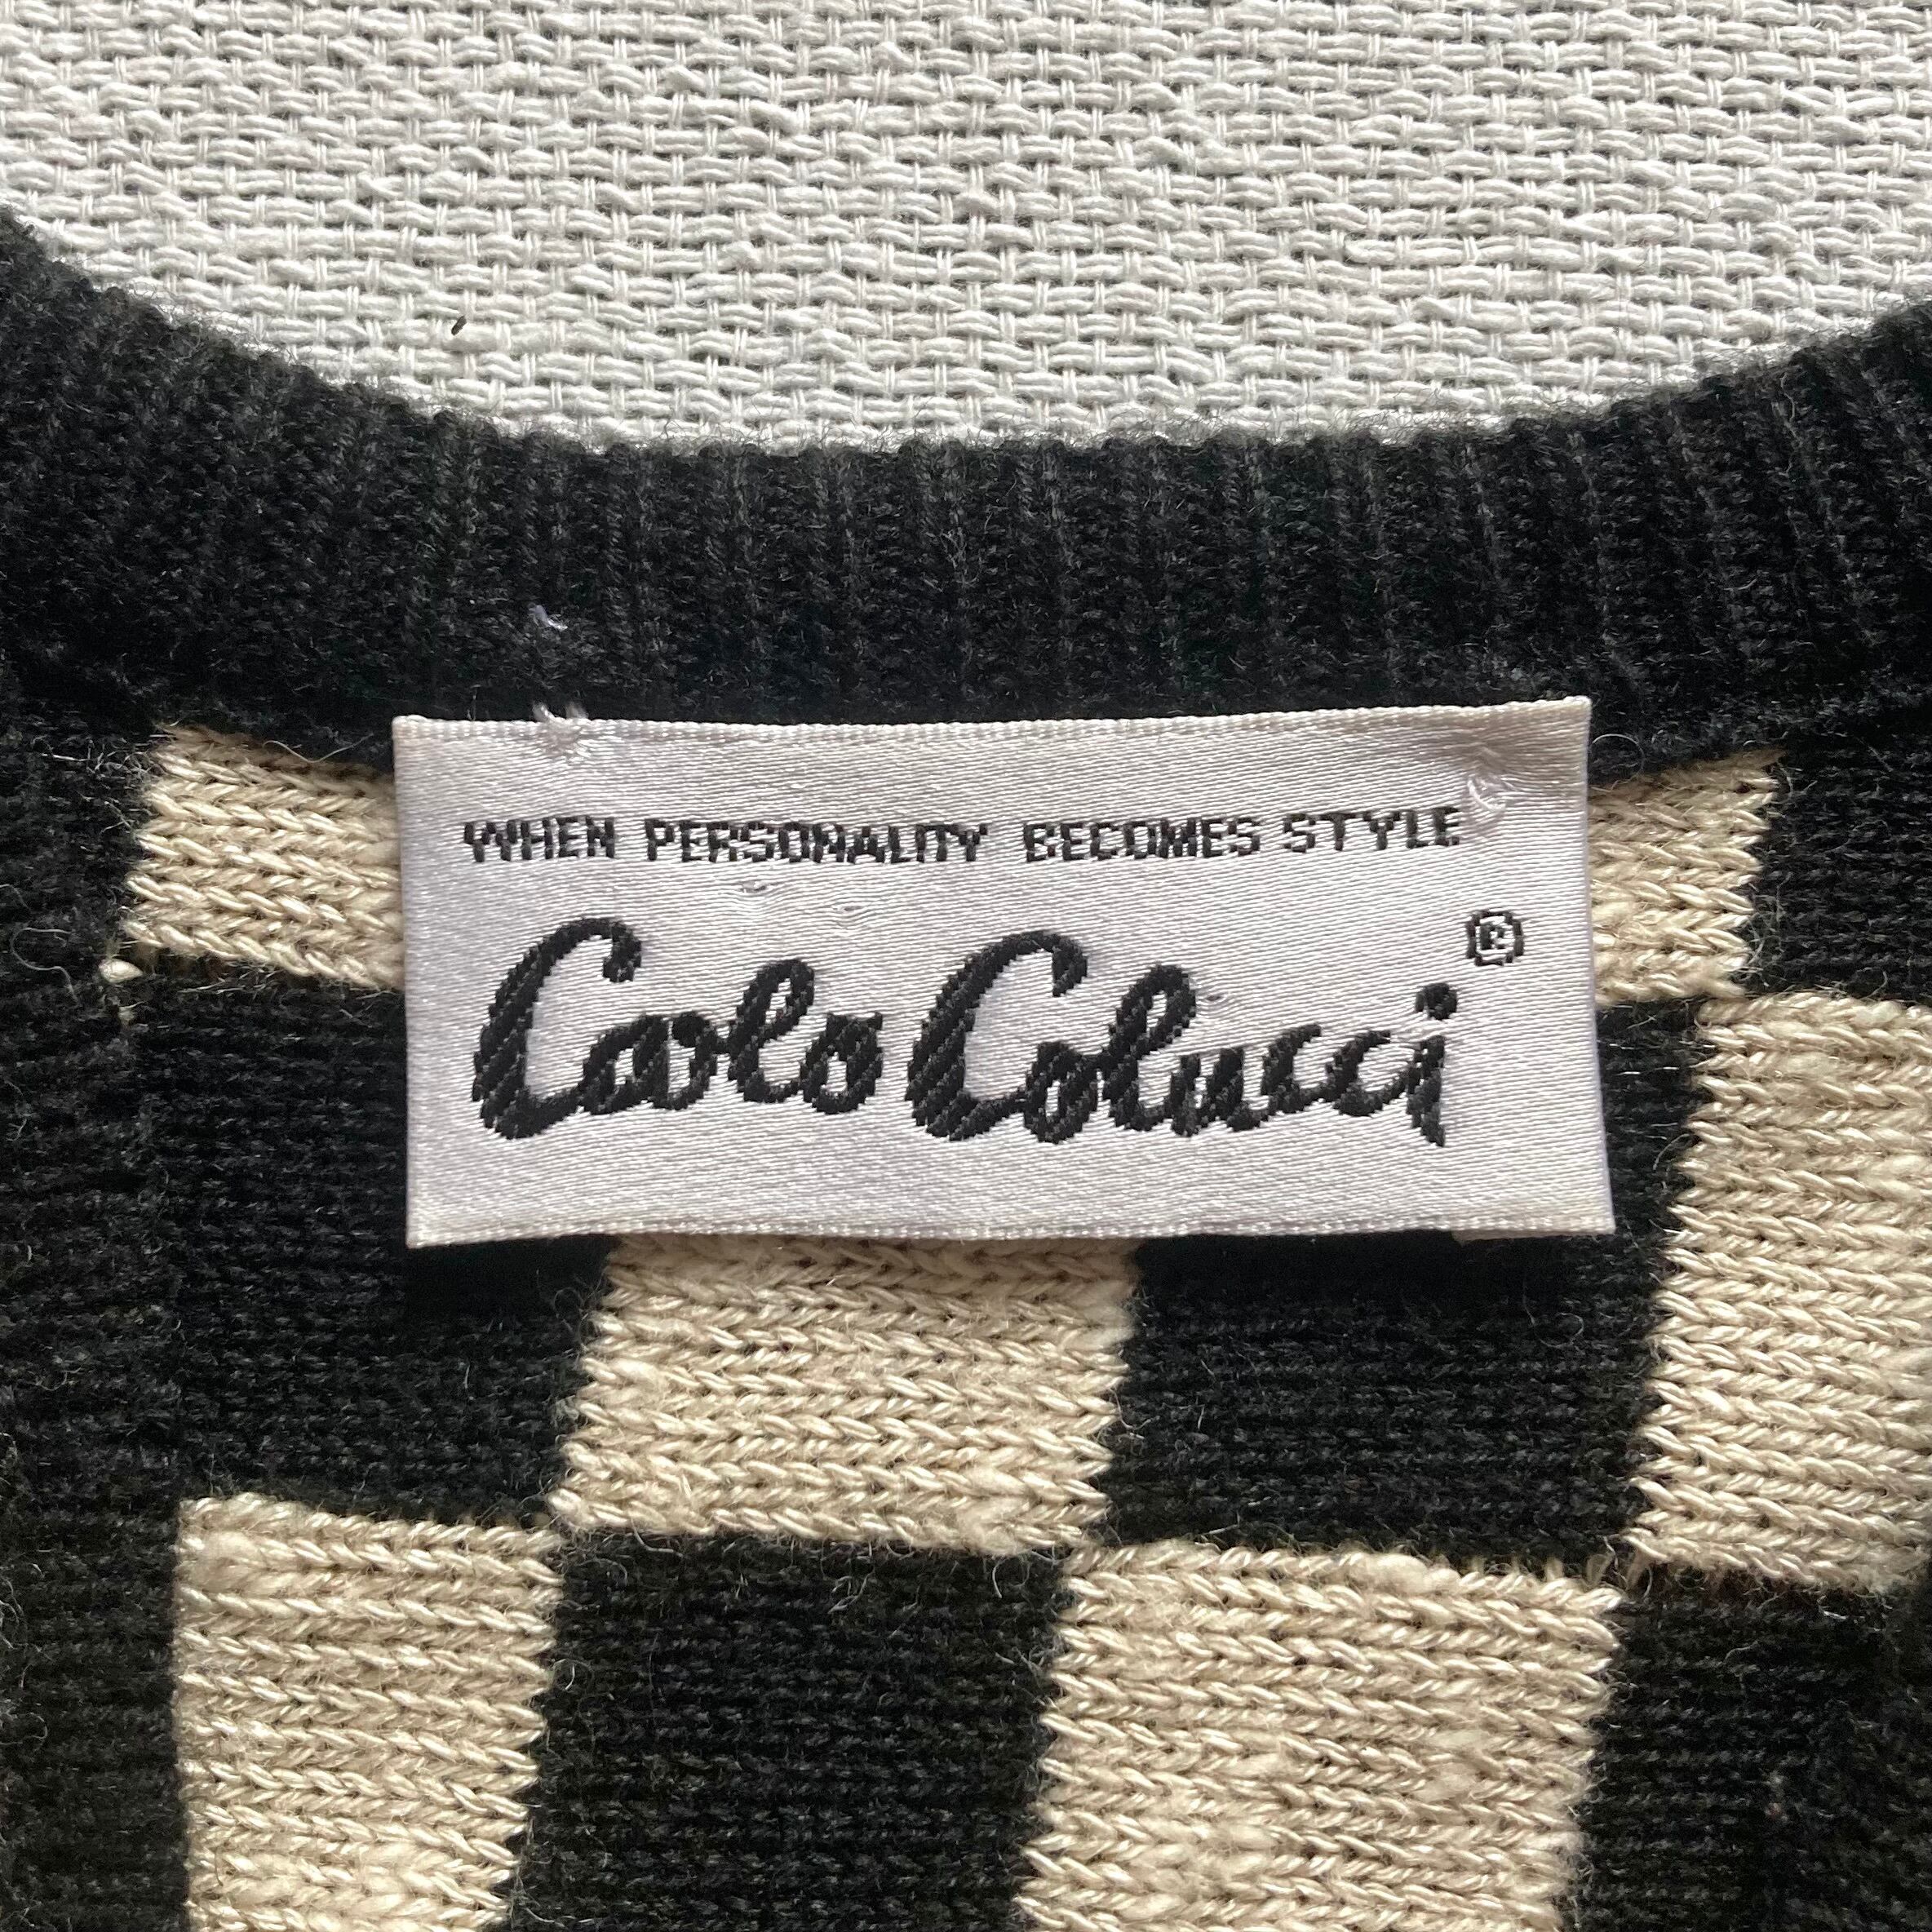 WHEN PERSONALITY BECOMES STYLE
Carlo Colucci ®